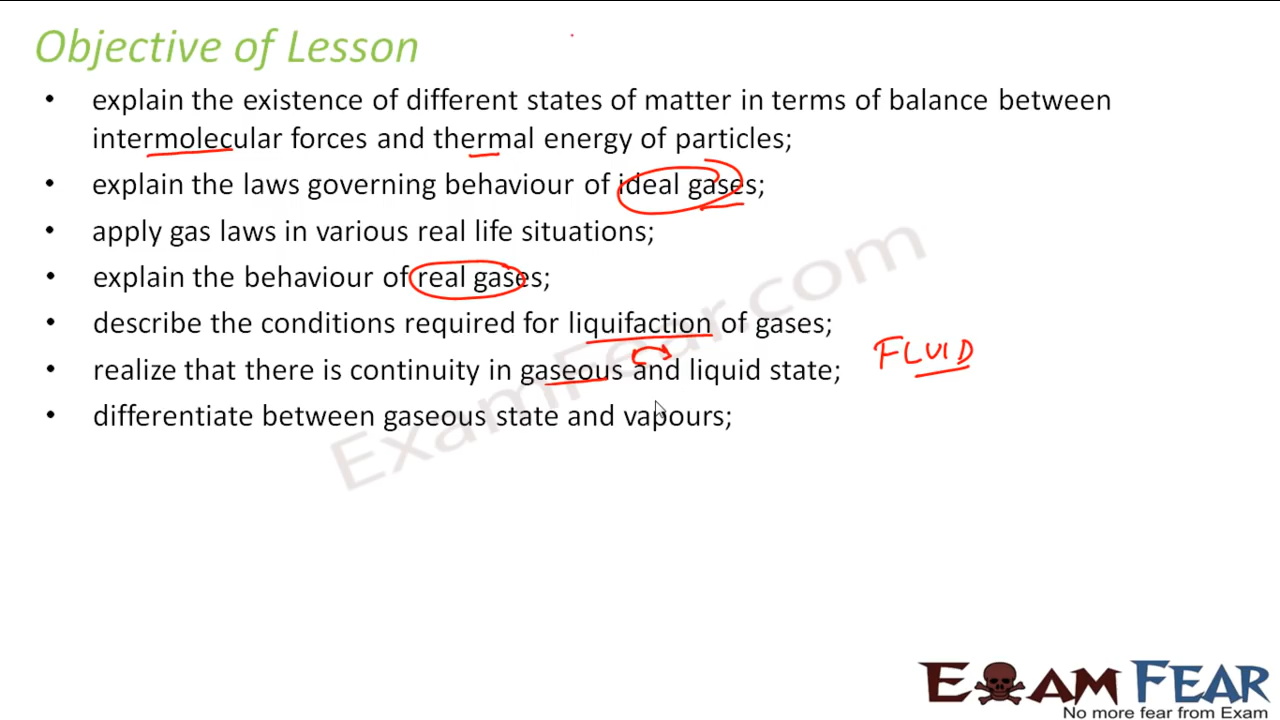 Objective of Lesson
• explain the existence of different states of matter in terms of balance between
intermolecular forces and thermal energy of particles;
• explain the laws governing behaviour of ideal gases;
• apply gas laws in various real life situations;
• explain the behaviour of real gases;
• describe the conditions required for liquifaction of gases;
• realize that there is continuity in gaseous and liquid state;
FLUID
• differentiate between gaseous state and vapours;
ExamFear.com
EXAM FEAR
No more fear from Exam